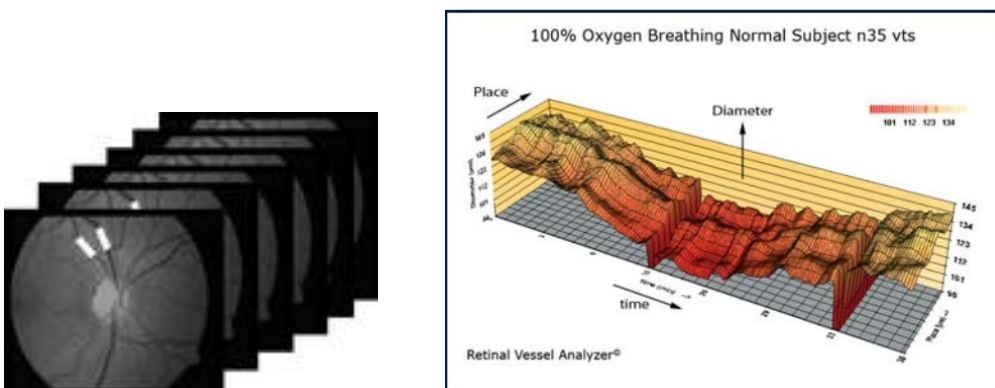 100% Oxygen Breathing Normal Subject n35 vts
Place
Diameter
101 112 123 134
145
134
123
112
101
90
time
Retinal Vessel Analyzer©